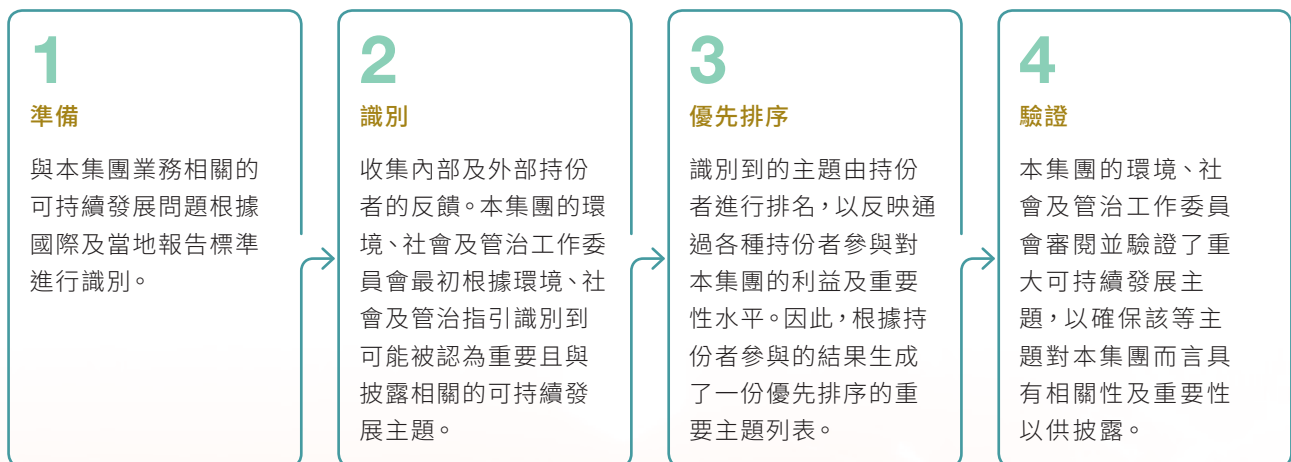 1
準備
與本集團業務相關的
可持續發展問題根據
國際及當地報告標準
進行識別。
2
識別
收集內部及外部持份
者的反饋。本集團的環
境、社會及管治工作委
員會最初根據環境、社
會及管治指引識別到
可能被認為重要且與
披露相關的可持續發
展主題。
3
優先排序
識別到的主題由持份
者進行排名，以反映通
過各種持份者參與對
本集團的利益及重要
性水平。因此，根據持
份者參與的結果生成
了一份優先排序的重
要主題列表。
4
驗證
本集團的環境、社
會及管治工作委員
會審閱並驗證了重
大可持續發展主
題，以確保該等主
題對本集團而言具
有相關性及重要性
以供披露。